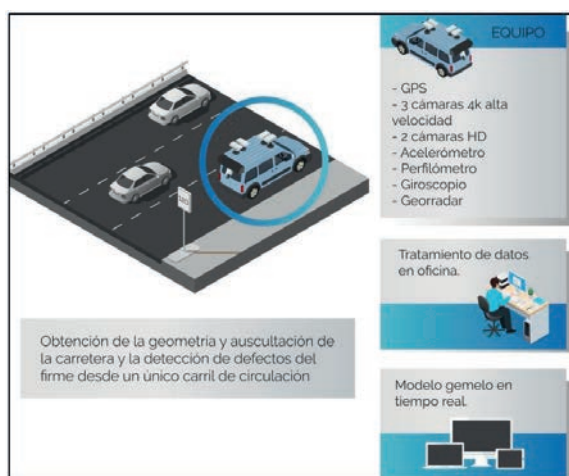 EQUIPO
- GPS
- 3 cámaras 4k alta
velocidad
- 2 cámaras HD
- Acelerómetro
- Perfilómetro
- Giroscopio
- Georradar
Tratamiento de datos
en oficina.
Obtención de la geometría y auscultación de
la carretera y la detección de defectos del
firme desde un único carril de circulación
Modelo gemelo en
tiempo real.